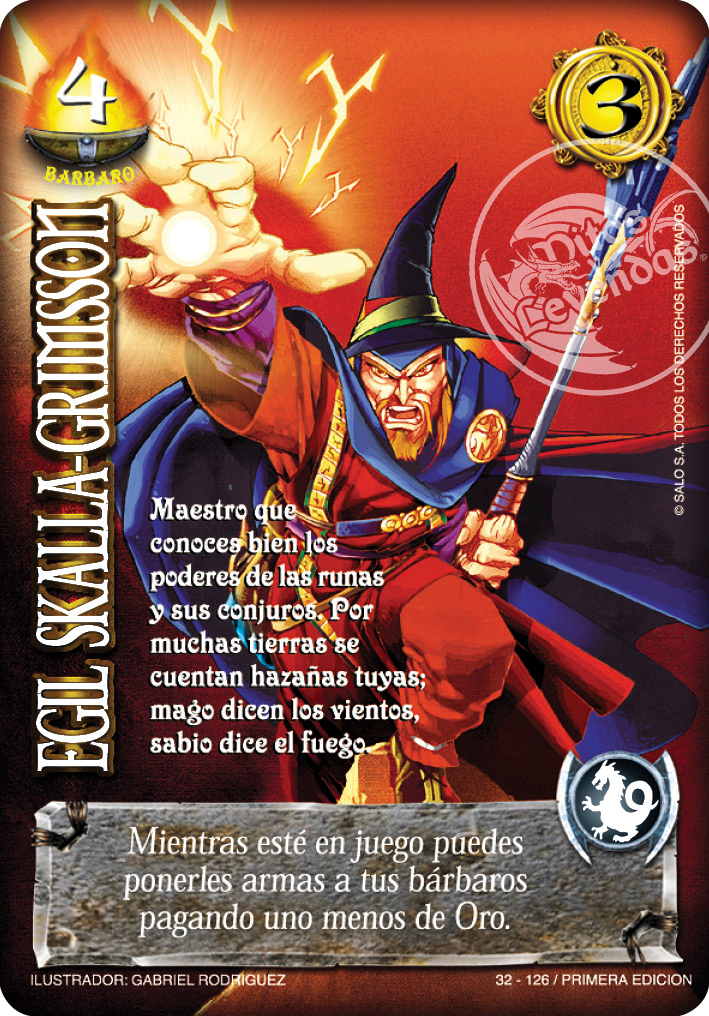 4
BARBARO
3
Mitos
Leyendas®
© SALO S.A. TODOS LOS DERECHOS RESERVADOS
EGIL SKALLA-GRIMSSON
Maestro que
conoces bien los
poderes de las runas
y sus conjuros. Por
muchas tierras se
cuentan hazañas tuyas;
mago dicen los vientos,
sabio dice el fuego.
Mientras esté en juego puedes
ponerles armas a tus bárbaros
pagando uno menos de Oro.
ILUSTRADOR: GABRIEL RODRIGUEZ
32 - 126 / PRIMERA EDICION